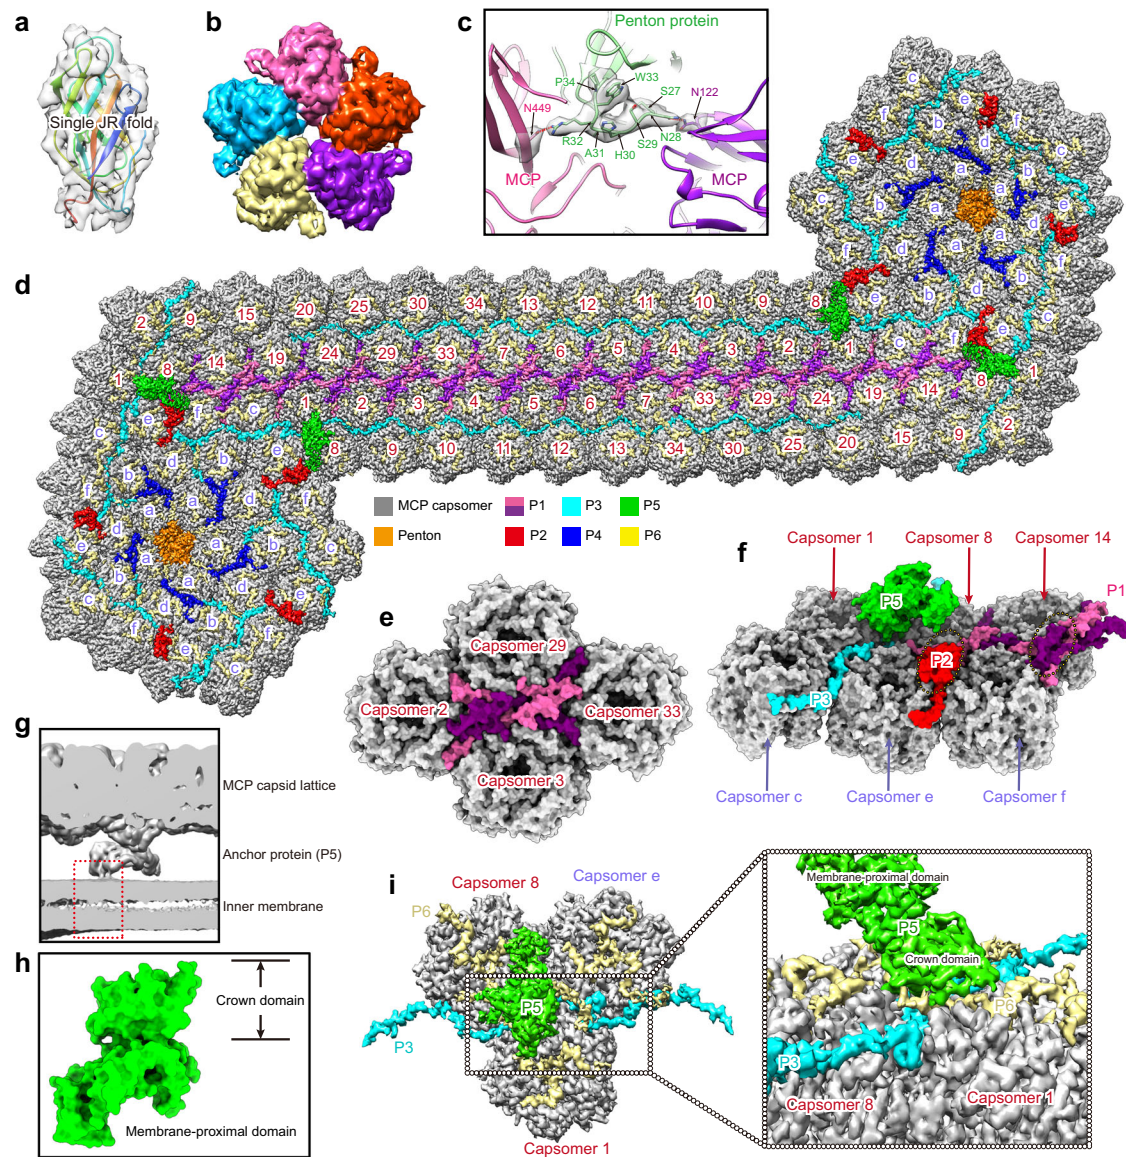 a
Single JR fold
b
c
Penton protein
P34
W33
S27
N122
N449
R32
A31
H30
S29
N28
MCP
MCP
d
2
9
15
20
25
30
34
13
12
11
10
9
8
1
8
14
19
24
29
33
7
6
5
4
3
2
1
c
f
e
1
2
3
4
5
6
7
33
29
24
19
14
8
1
8
9
10
11
12
13
34
30
25
20
15
9
2
c
e
f
c
b
d
a
e
f
c
e
b
d
a
f
MCP capsomer
P1
P3
P5
Penton
P2
P4
P6
e
Capsomer 29
Capsomer 2
Capsomer 33
Capsomer 3
f
Capsomer 1
Capsomer 8
Capsomer 14
P1
P5
P2
P3
Capsomer c
Capsomer e
Capsomer f
g
MCP capsid lattice
Anchor protein (P5)
Inner membrane
h
Crown domain
Membrane-proximal domain
i
Capsomer 8
Capsomer e
P6
P5
P3
Capsomer 1
Membrane-proximal domain
P5
Crown domain
P6
P3
Capsomer 8
Capsomer 1